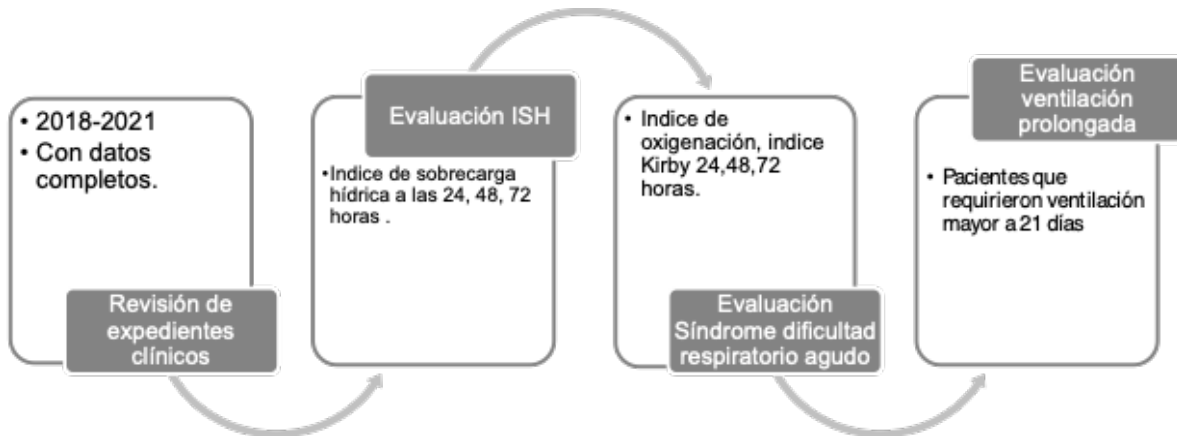 • 2018-2021
• Con datos
completos.
Revisión de
expedientes
clínicos
Evaluación ISH
•Indice de sobrecarga
hídrica a las 24, 48, 72
horas .
• Indice de
oxigenación, indice
Kirby 24,48,72
horas.
Evaluación
Síndrome dificultad
respiratorio agudo
Evaluación
ventilación
prolongada
• Pacientes que
requirieron ventilación
mayor a 21 días